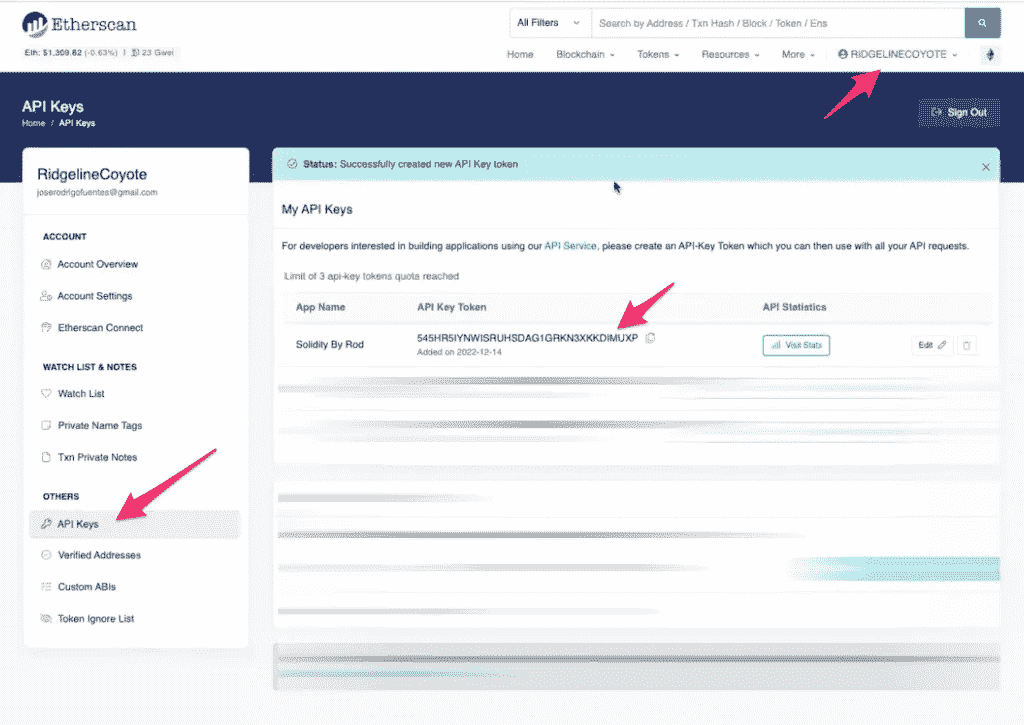 Etherscan
All Filters
Search by Address / Txn Hash / Block / Token / Ens
Eth: $1,309.62 (-0.63%) | 23 Gwei
Home Blockchain Tokens Resources More RIDGELINECOYOTE
API Keys
Home / API Keys
Sign Out
RidgelineCoyote
joserodrigofuentes@gmail.com
ACCOUNT
Account Overview
Account Settings
Etherscan Connect
WATCH LIST & NOTES
Watch List
Private Name Tags
Txn Private Notes
OTHERS
API Keys
Verified Addresses
Custom ABIs
Token Ignore List
Status: Successfully created new API Key token
My API Keys
For developers interested in building applications using our API Service, please create an API-Key Token which you can then use with all your API requests.
Limit of 3 api-key tokens quote reached
App Name API Key Token API Statistics
Solidity By Rod 545HR5IYNWISRUHSDAG1GRKN3XKKDIMUXP Visit Stats Edit
Added on 2022-12-14